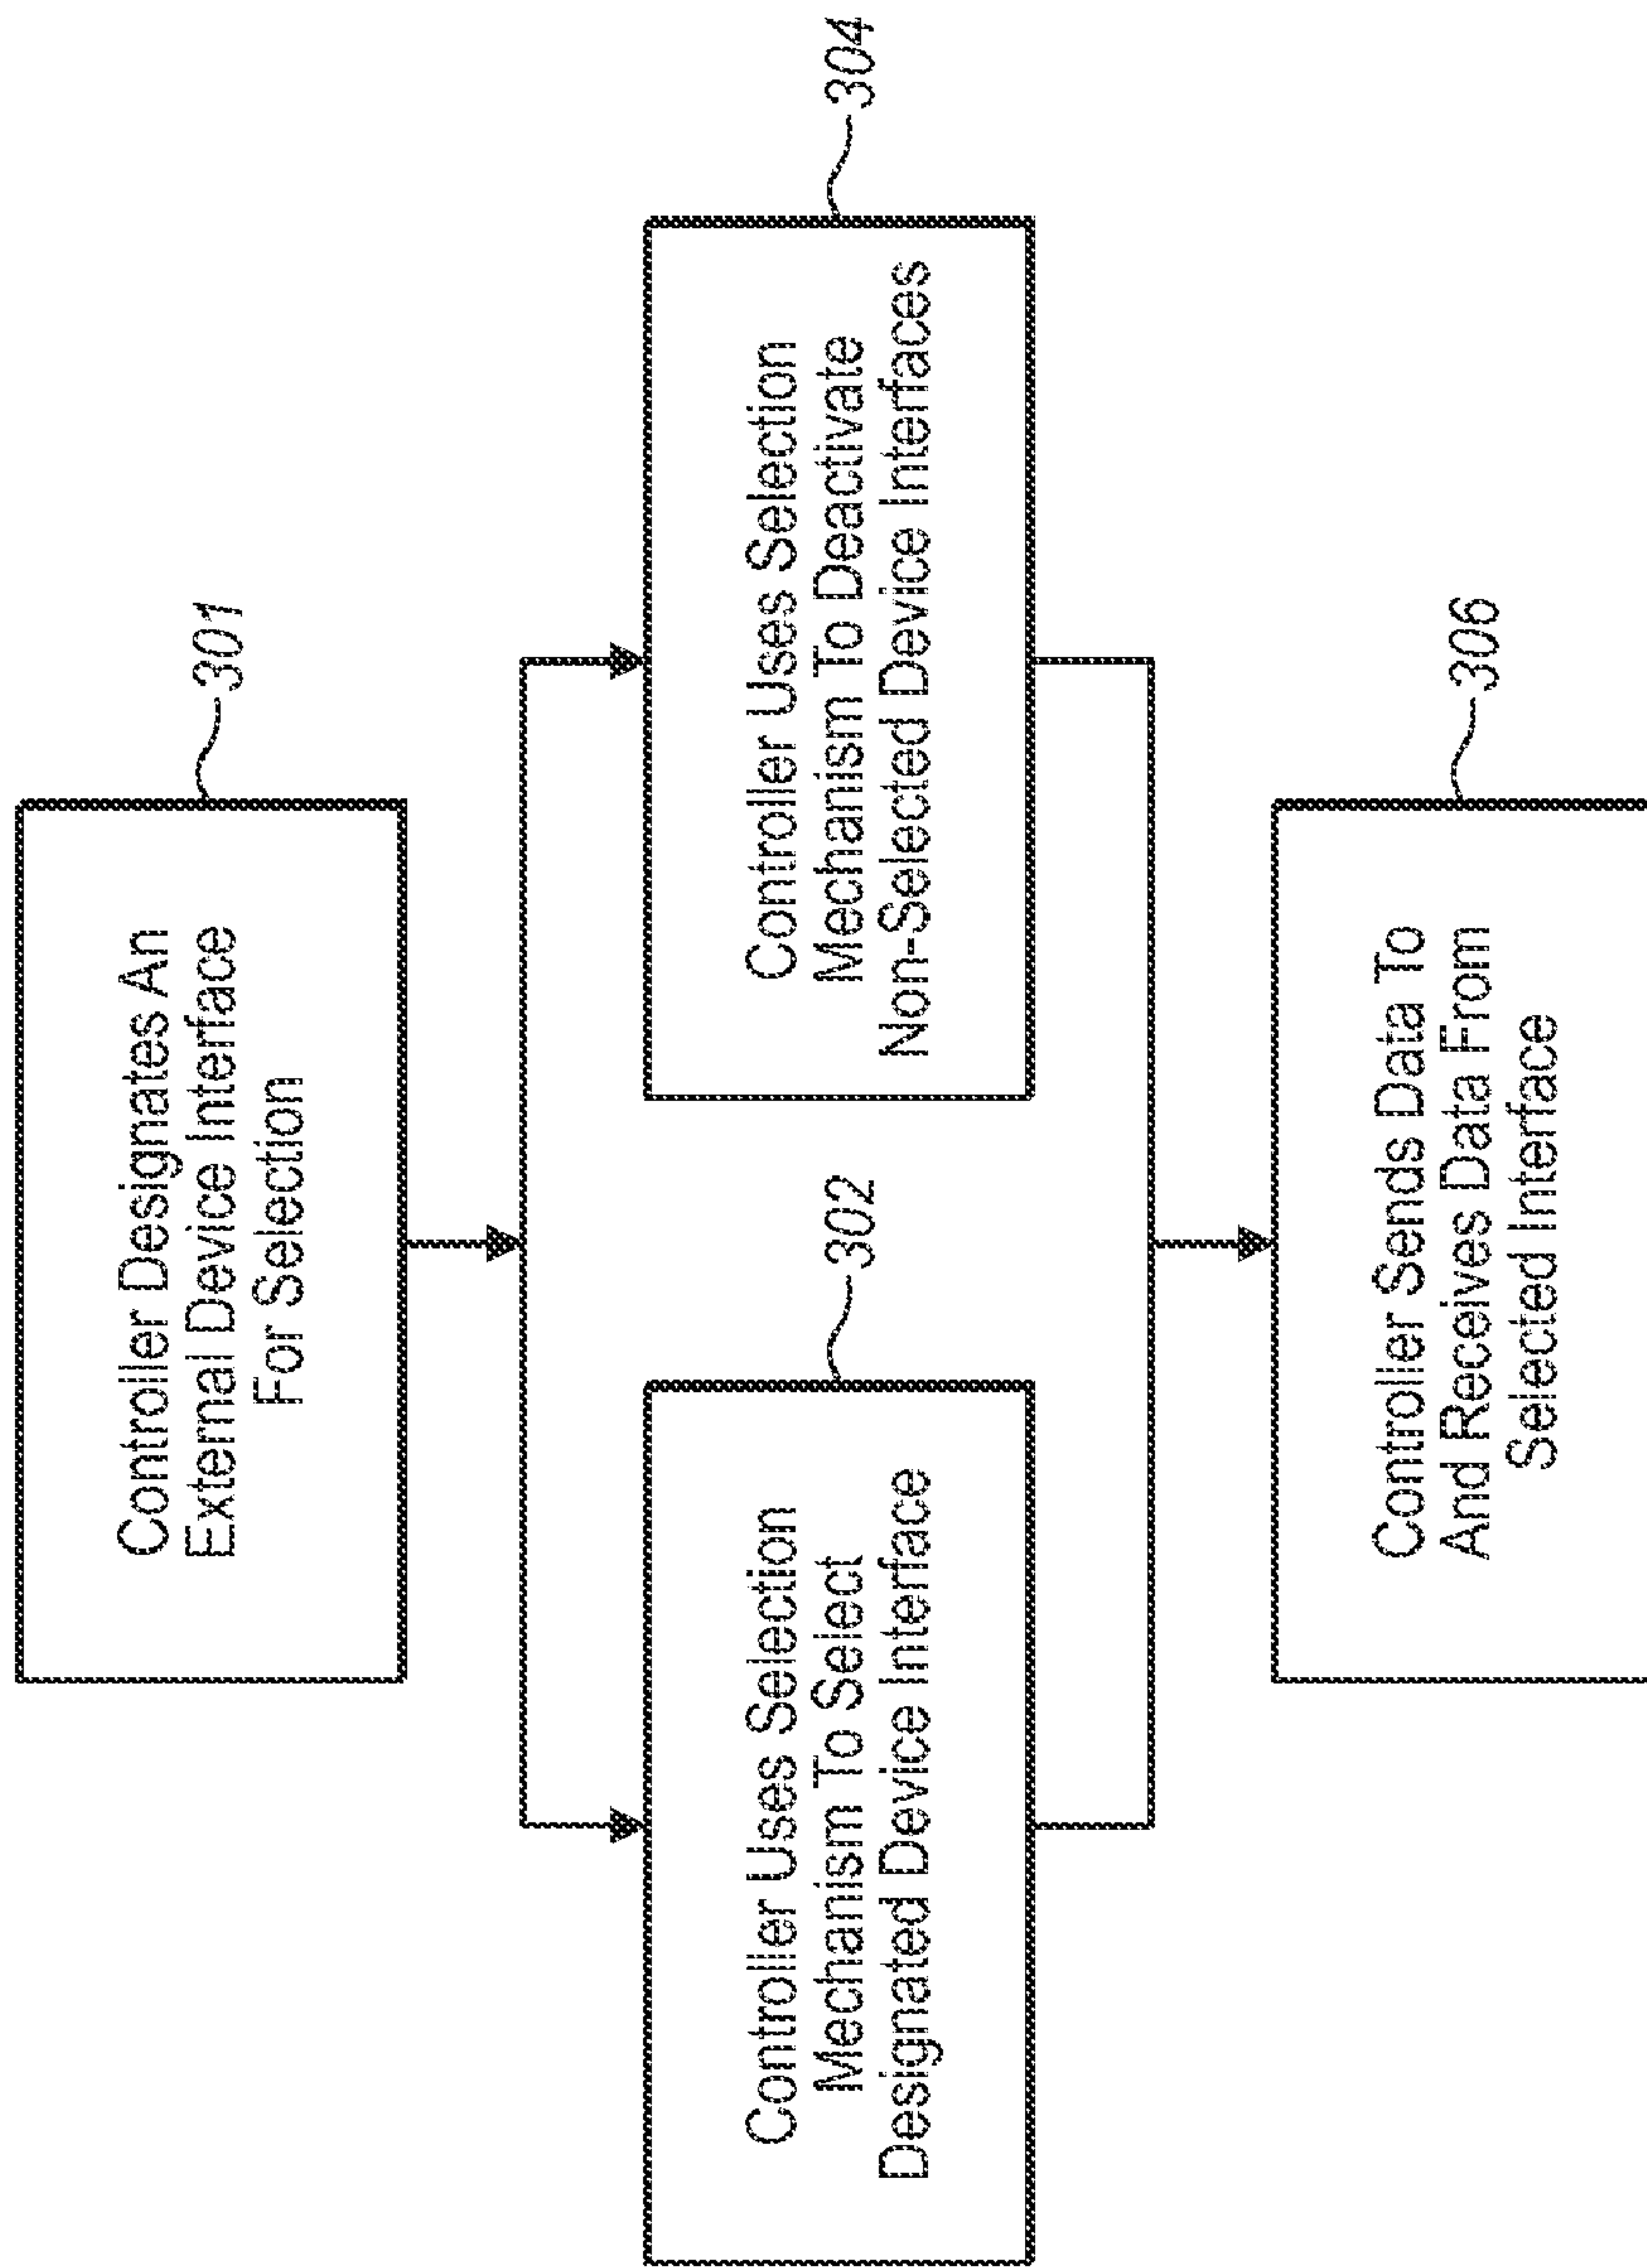 Controller Designates An
External Device Interface
For Selection
301
Controller Uses Selection
Mechanism To Select
Designated Device Interface
302
Controller Uses Selection
Mechanism To Deactivate
Non-Selected Device Interfaces
304
Controller Sends Data To
And Receives Data From
Selected Interface
306